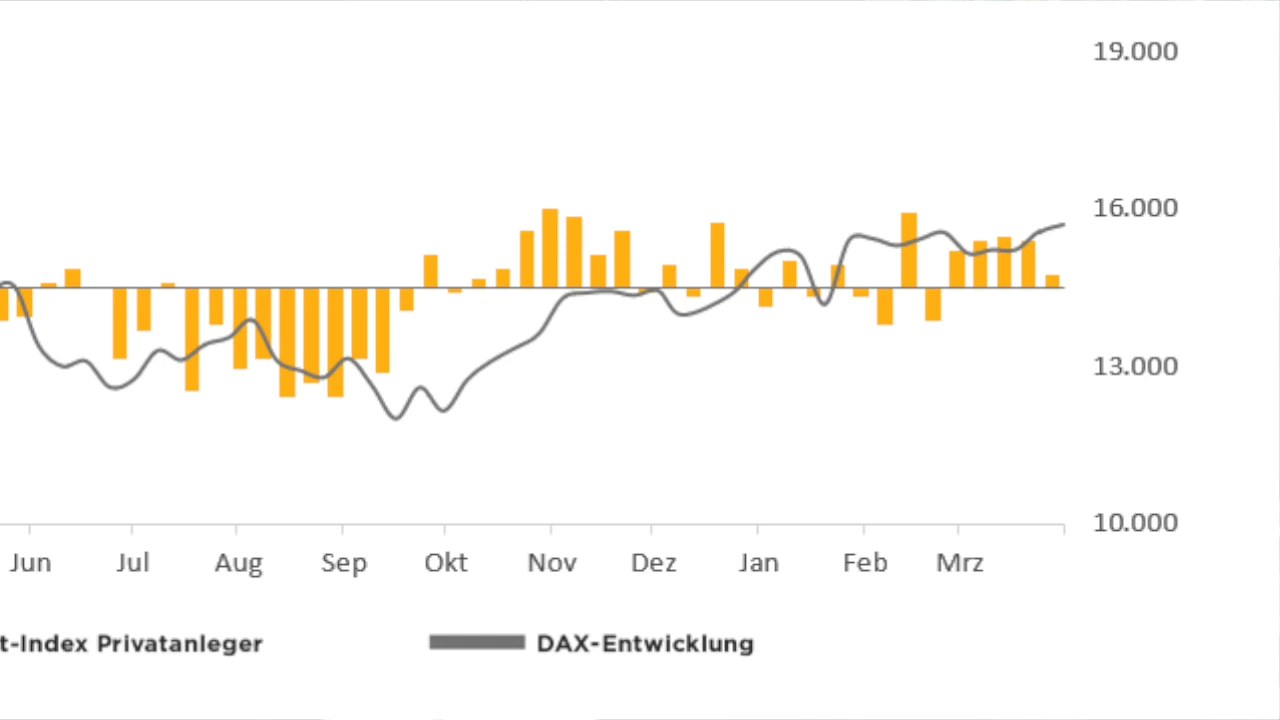 19.000
16.000
13.000
10.000
Jun Jul Aug Sep Okt Nov Dez Jan Feb Mrz
t-Index Privatanleger DAX-Entwicklung